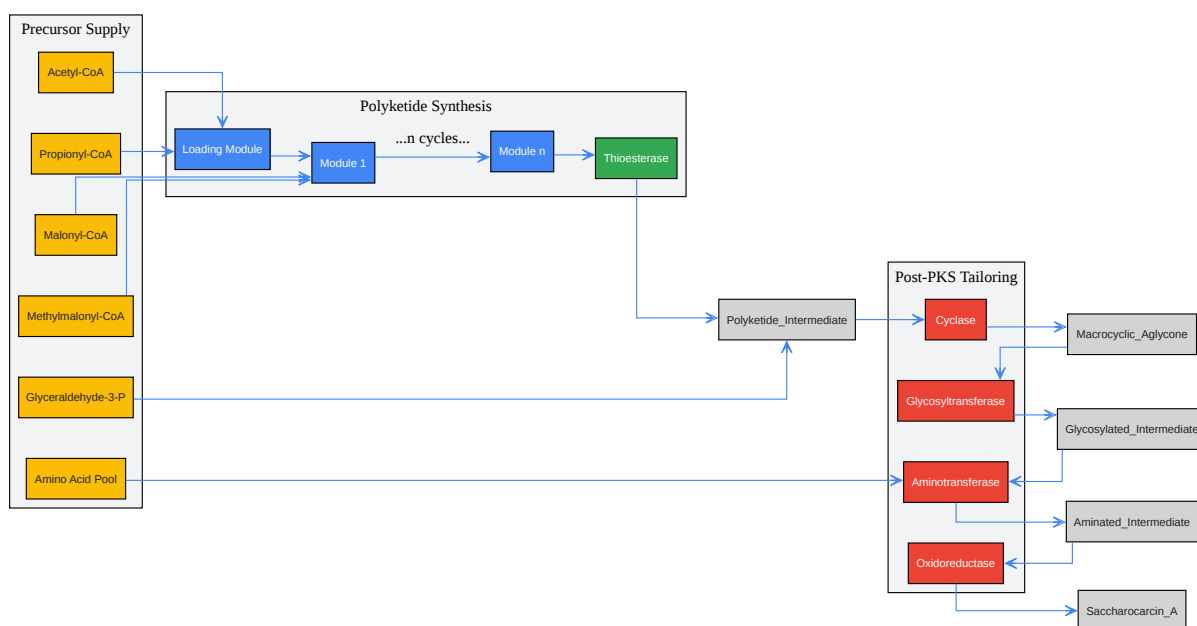 Precursor Supply
Acetyl-CoA
Propionyl-CoA
Malonyl-CoA
Methylmalonyl-CoA
Glyceraldehyde-3-P
Amino Acid Pool
Polyketide Synthesis
Loading Module
Module 1
...n cycles...
Module n
Thioesterase
Polyketide_Intermediate
Post-PKS Tailoring
Cyclase
Macrocyclic_Aglycone
Glycosyltransferase
Glycosylated_Intermediate
Aminotransferase
Aminated_Intermediate
Oxidoreductase
Saccharocarcin_A